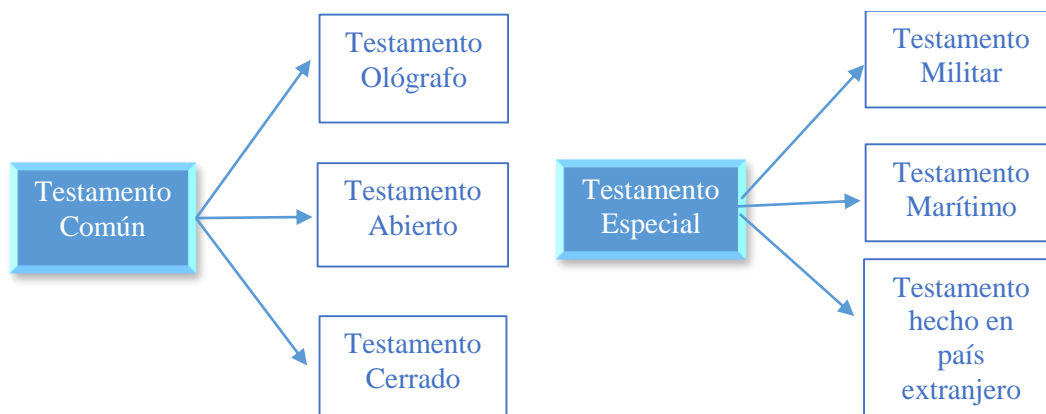 Testamento
Común
Testamento
Ológrafo
Testamento
Abierto
Testamento
Cerrado
Testamento
Especial
Testamento
Militar
Testamento
Marítimo
Testamento
hecho en
país
extranjero